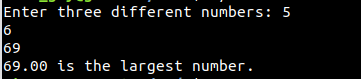 Enter three different numbers: 5
6
69
69.00 is the largest number.